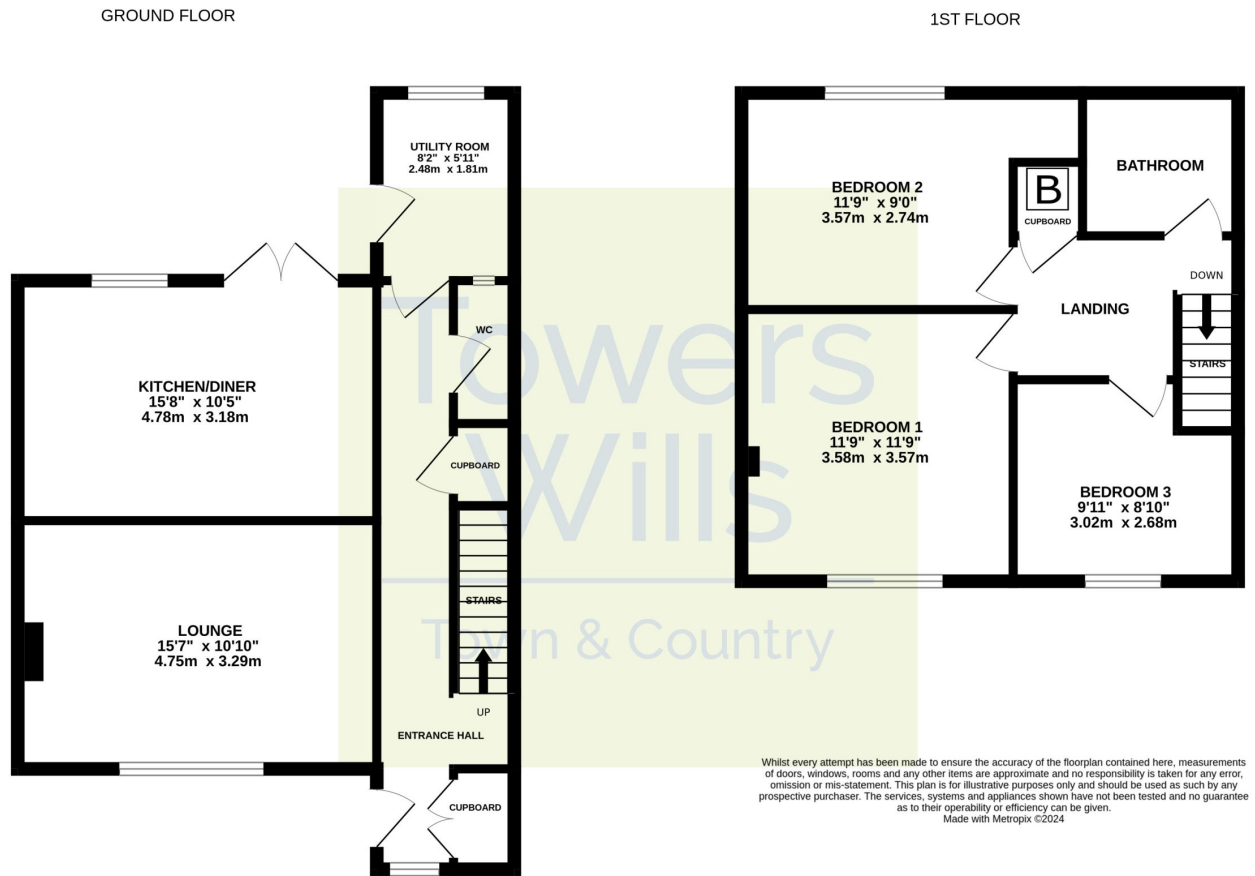 GROUND FLOOR
1ST FLOOR
UTILITY ROOM
8'2" x 5'11"
2.48m x 1.81m
KITCHEN/DINER
15'8" x 10'5"
4.78m x 3.18m
WC
CUPBOARD
LOUNGE
15'7" x 10'10"
4.75m x 3.29m
STAIRS
UP
ENTRANCE HALL
CUPBOARD
BEDROOM 2
11'9" x 9'0"
3.57m x 2.74m
B
CUPBOARD
BATHROOM
DOWN
LANDING
STAIRS
BEDROOM 1
11'9" x 11'9"
3.58m x 3.57m
BEDROOM 3
9'11" x 8'10"
3.02m x 2.68m
Towers
Wills
Town & Country
Whilst every attempt has been made to ensure the accuracy of the floorplan contained here, measurements
of doors, windows, rooms and any other items are approximate and no responsibility is taken for any error,
omission or mis-statement. This plan is for illustrative purposes only and should be used as such by any
prospective purchaser. The services, systems and appliances shown have not been tested and no guarantee
as to their operability or efficiency can be given.
Made with Metropix ©2024